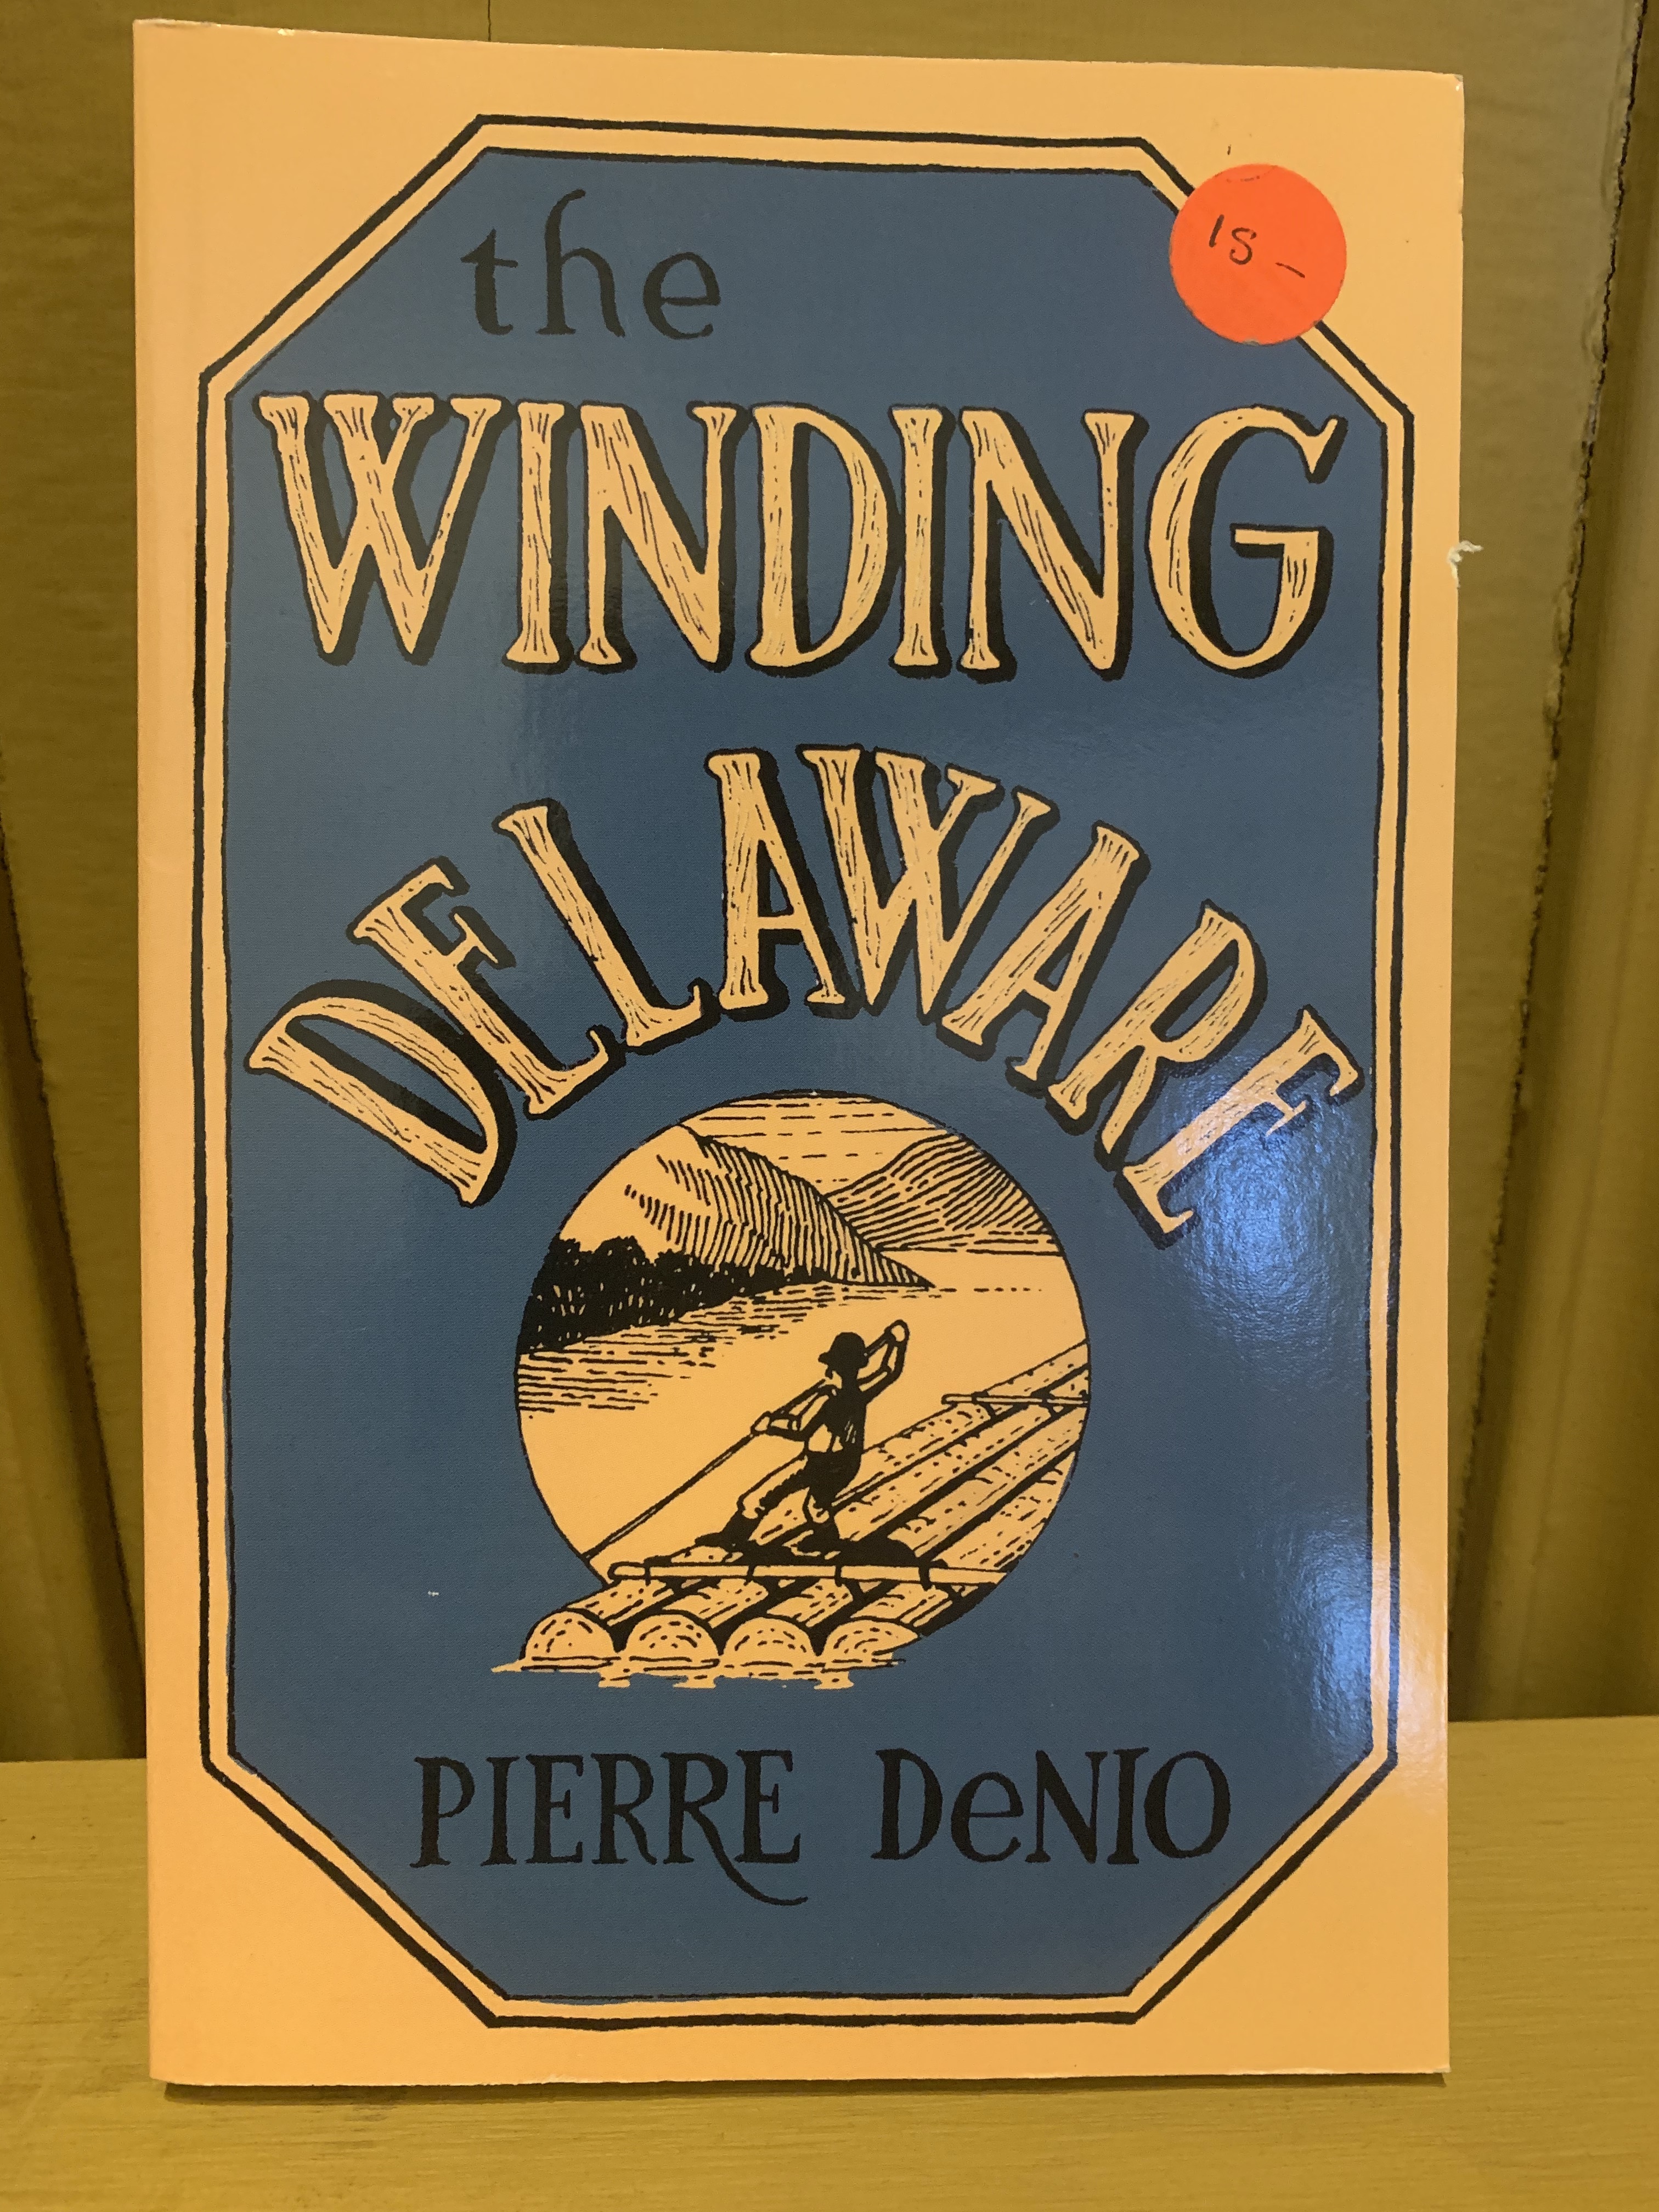 the
15-
WINDING
DELAWARE
PIERRE DeNIO